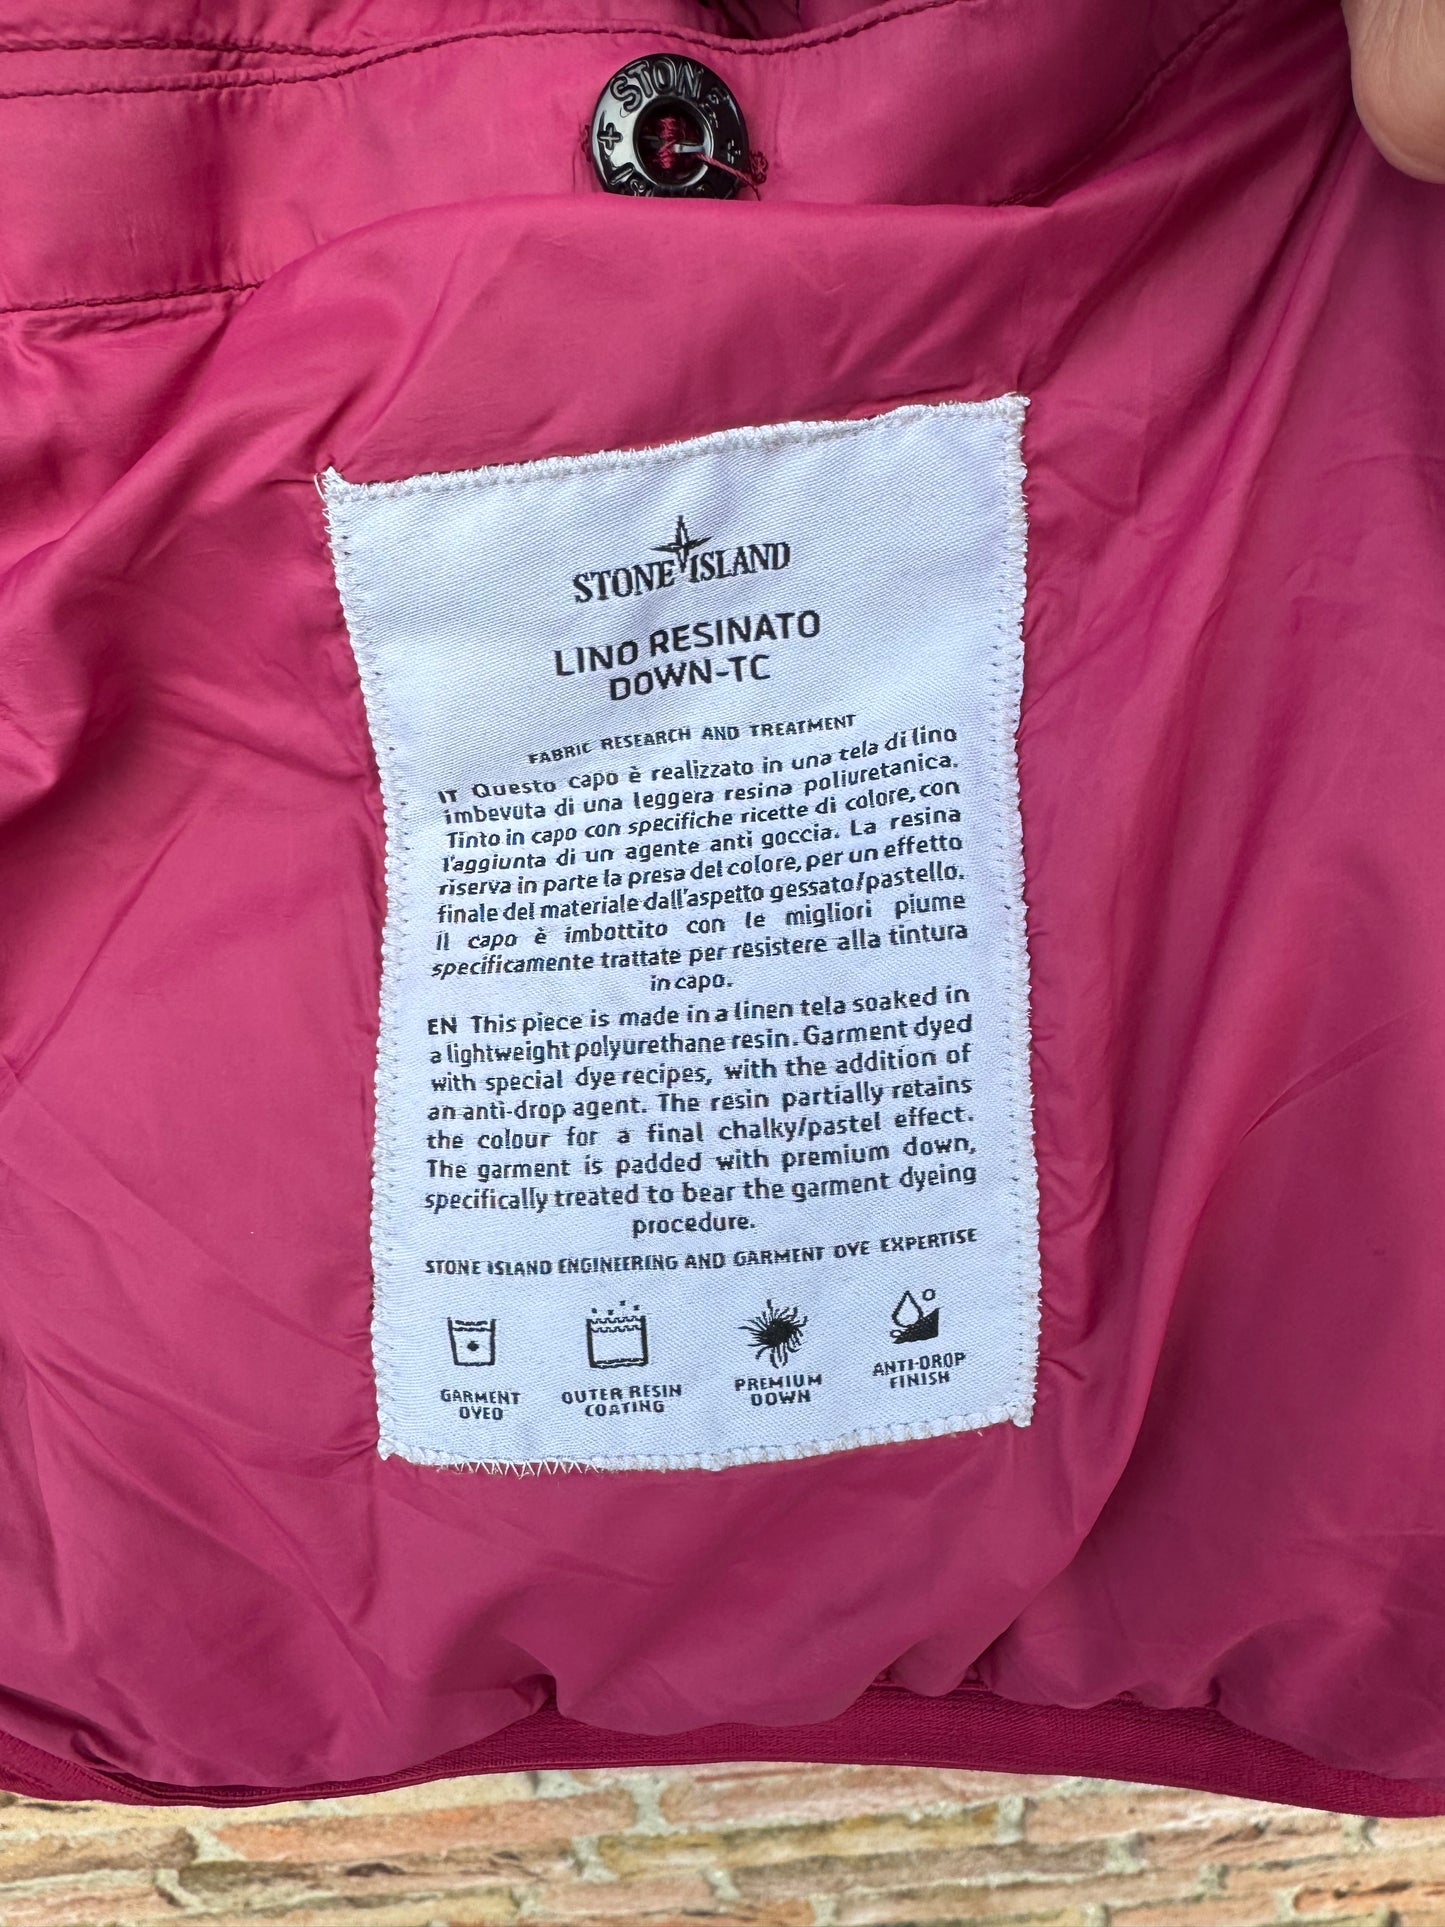 STON
STONE ISLAND
LINO RESINATO
DOWN-TC
FABRIC RESEARCH AND TREATMENT
IT Questo capo è realizzato in una tela di lino
imbevuta di una leggera resina poliuretanica.
Tinto in capo con specifiche ricette di colore, con
l'aggiunta di un agente anti goccia. La resina
riserva in parte la presa del colore, per un effetto
finale del materiale dall'aspetto gessato/pastello.
Il capo è imbottito con le migliori piume
specificamente trattate per resistere alla tintura
in capo.
EN This piece is made in a linen tela soaked in
a lightweight polyurethane resin. Garment dyed
with special dye recipes, with the addition of
an anti-drop agent. The resin partially retains
the colour for a final chalky/pastel effect.
The garment is padded with premium down,
specifically treated to bear the garment dyeing
procedure.
STONE ISLAND ENGINEERING AND GARMENT DYE EXPERTISE
GARMENT
DYED
OUTER RESIN
COATING
PREMIUM
DOWN
ANTI-DROP
FINISH